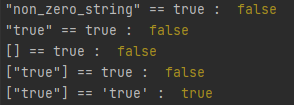 "non_zero_string" == true :  false
"true" == true :  false
[] == true :  false
["true"] == true :  false
["true"] == 'true' :  true